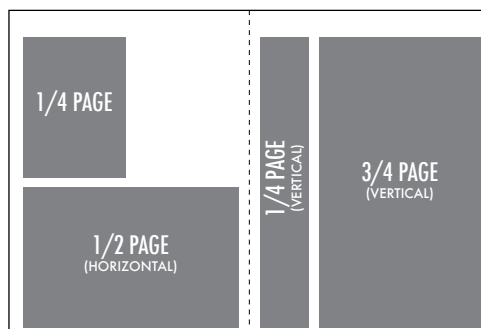 1/4 PAGE
1/2 PAGE
(HORIZONTAL)
1/4 PAGE
(VERTICAL)
3/4 PAGE
(VERTICAL)